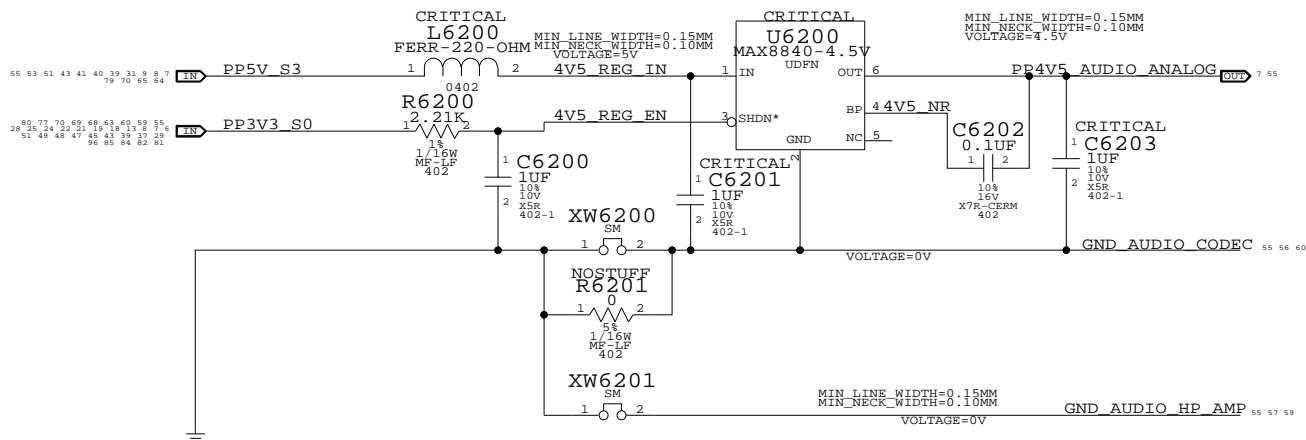 CRITICAL
L6200
FERR-220-OHM
1 2
0402
MIN_LINE_WIDTH=0.15MM
MIN_NECK_WIDTH=0.10MM
VOLTAGE=5V
CRITICAL
U6200
MAX8840-4.5V
UDFN
MIN_LINE_WIDTH=0.15MM
MIN_NECK_WIDTH=0.10MM
VOLTAGE=4.5V
55 53 51 43 41 40 39 31 9 8 7
79 70 65 64
IN
PP5V_S3
4V5_REG_IN
1 IN
OUT 6
PP4V5_AUDIO_ANALOG
OUT
7 55
80 77 70 69 68 63 60 59 55
28 25 24 22 21 19 18 13 8 7 6
51 49 48 47 45 43 39 37 29
96 85 84 82 81
IN
PP3V3_S0
R6200
2.21K
1 2
1%
1/16W
MF-LF
402
4V5_REG_EN
3 SHDN*
BP 4
4V5_NR
GND
2
NC 5
1
C6200
1UF
10%
10V
X5R
402-1
2
CRITICAL
1
C6201
1UF
10%
10V
X5R
402-1
2
C6202
0.1UF
1 2
10%
16V
X7R-CERM
402
CRITICAL
1
C6203
1UF
10%
10V
X5R
402-1
2
XW6200
SM
1 2
GND_AUDIO_CODEC
55 56 60
VOLTAGE=0V
NOSTUFF
R6201
0
1 2
5%
1/16W
MF-LF
402
XW6201
SM
1 2
MIN_LINE_WIDTH=0.15MM
MIN_NECK_WIDTH=0.10MM
VOLTAGE=0V
GND_AUDIO_HP_AMP
55 57 59